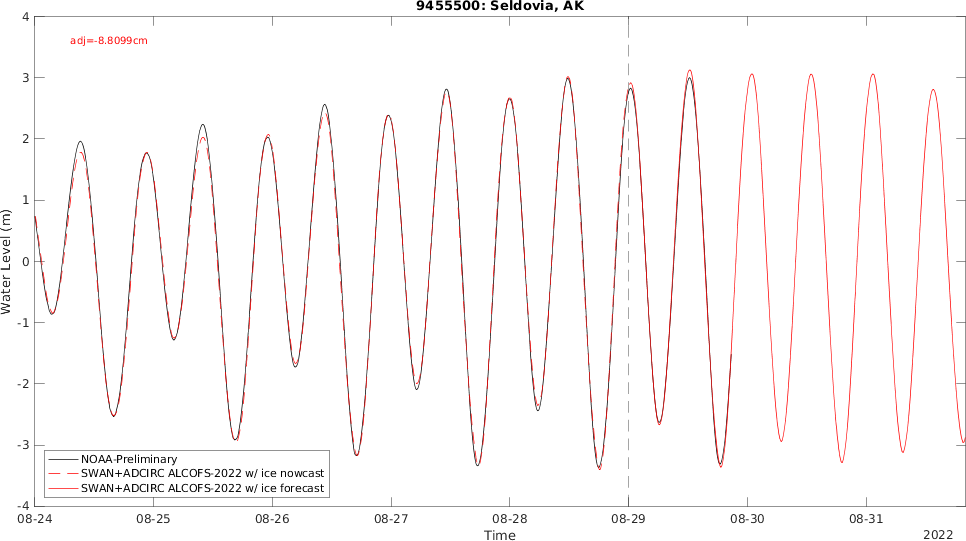 9455500: Seldovia, AK
adj=-8.8099cm
4
3
2
1
0
-1
-2
-3
-4
Water Level (m)
NOAA-Preliminary
SWAN+ADCIRC ALCOFS-2022 w/ ice nowcast
SWAN+ADCIRC ALCOFS-2022 w/ ice forecast
08-24 08-25 08-26 08-27 08-28 08-29 08-30 08-31
Time
2022